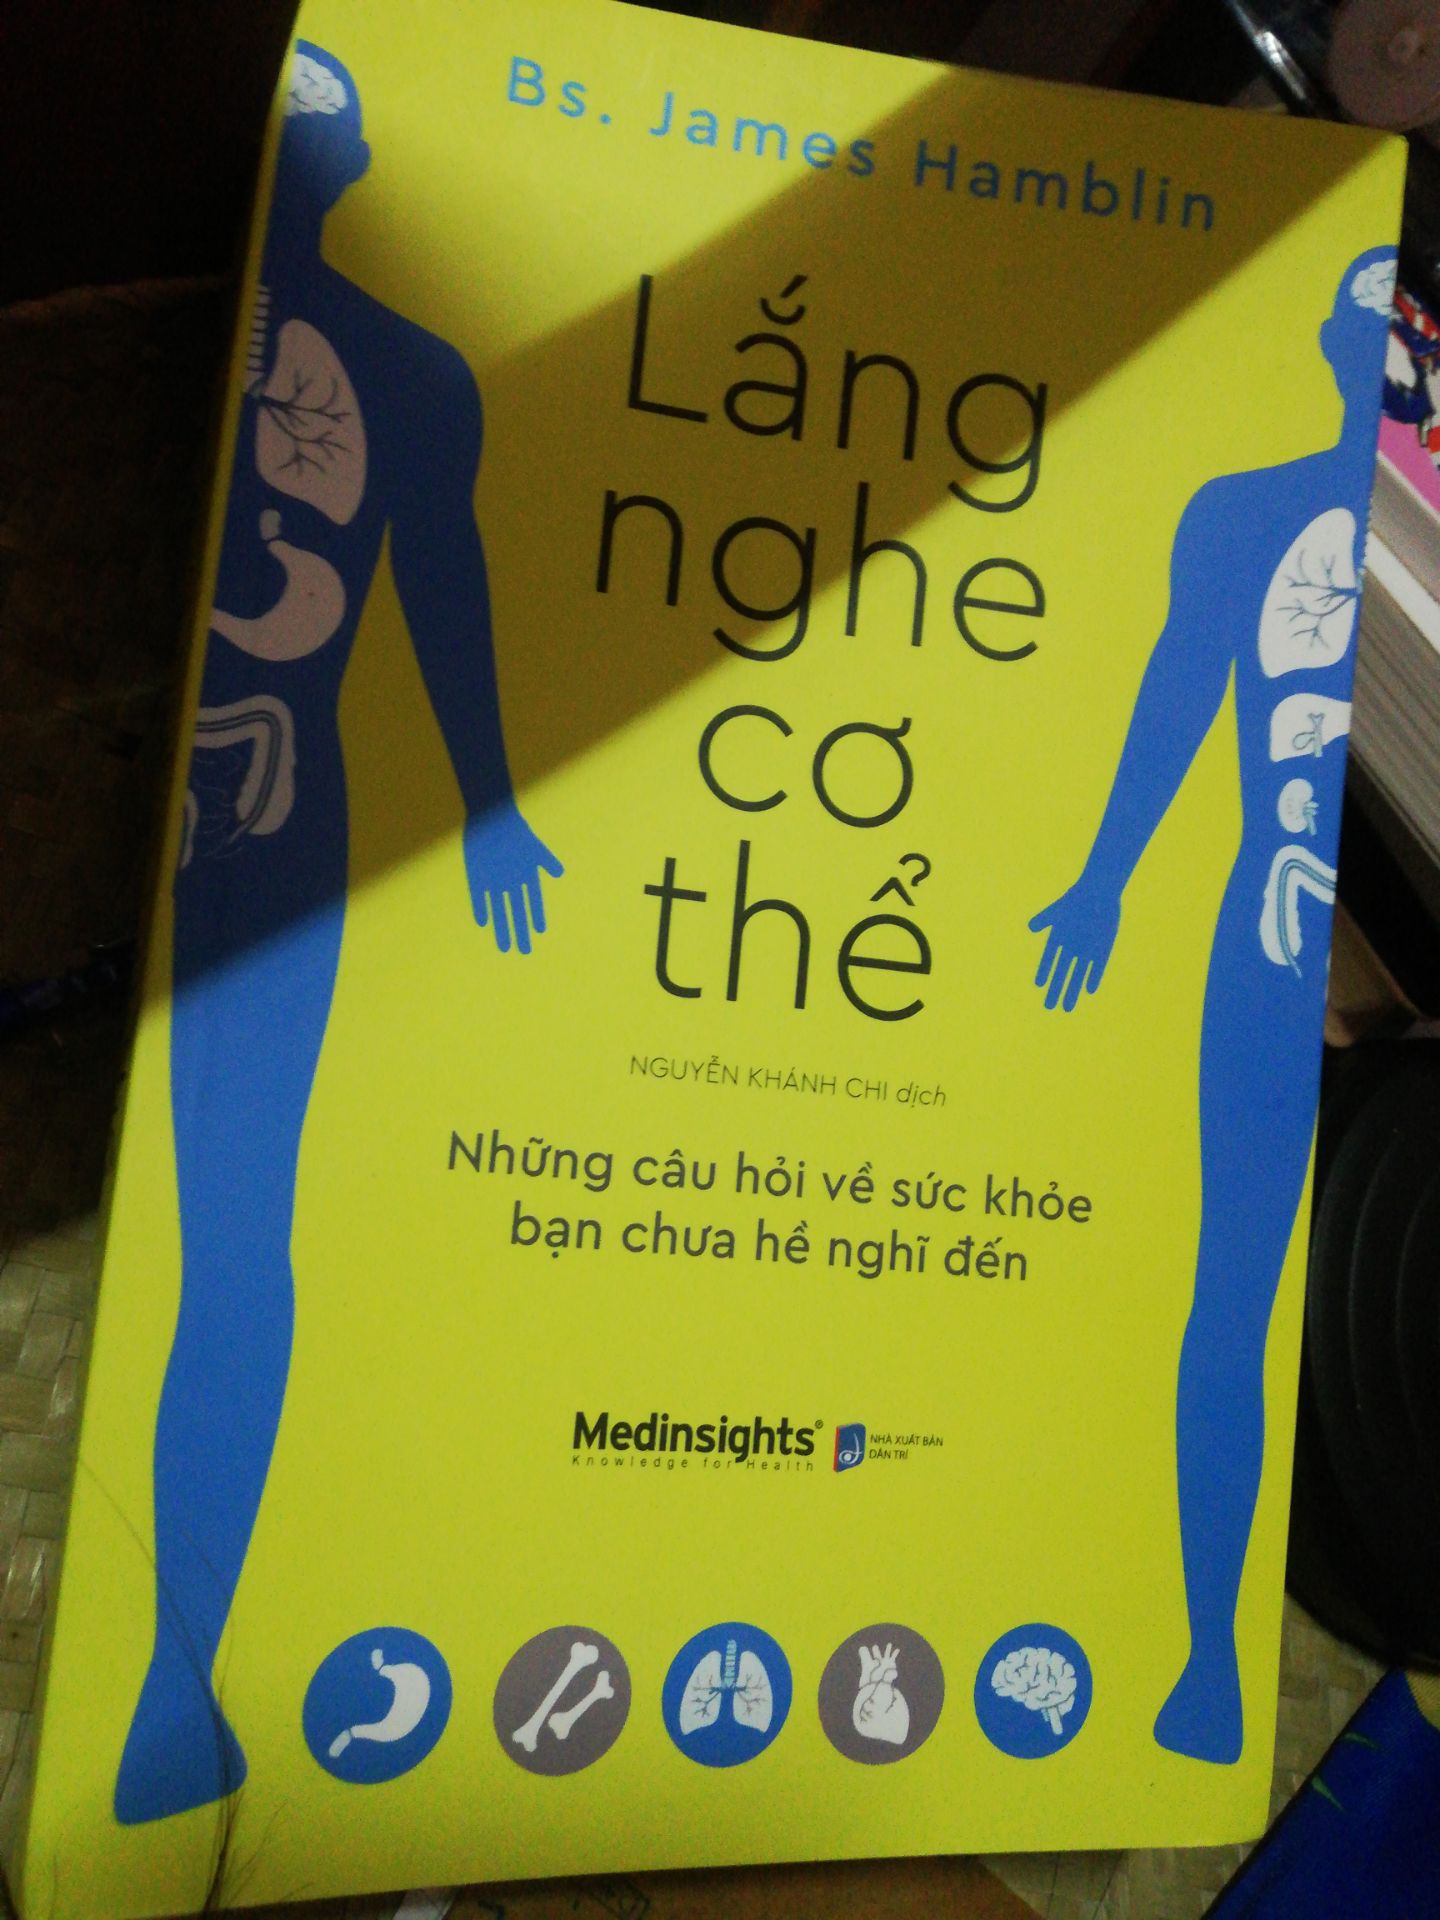 Bs. James Hamblin
Lắng
nghe
cơ
thể
NGUYỄN KHÁNH CHI dịch
Những câu hỏi về sức khỏe
bạn chưa hề nghĩ đến
Medinsights®
Knowledge for Health
NHÀ XUẤT BẢN
DÂN TRÍ